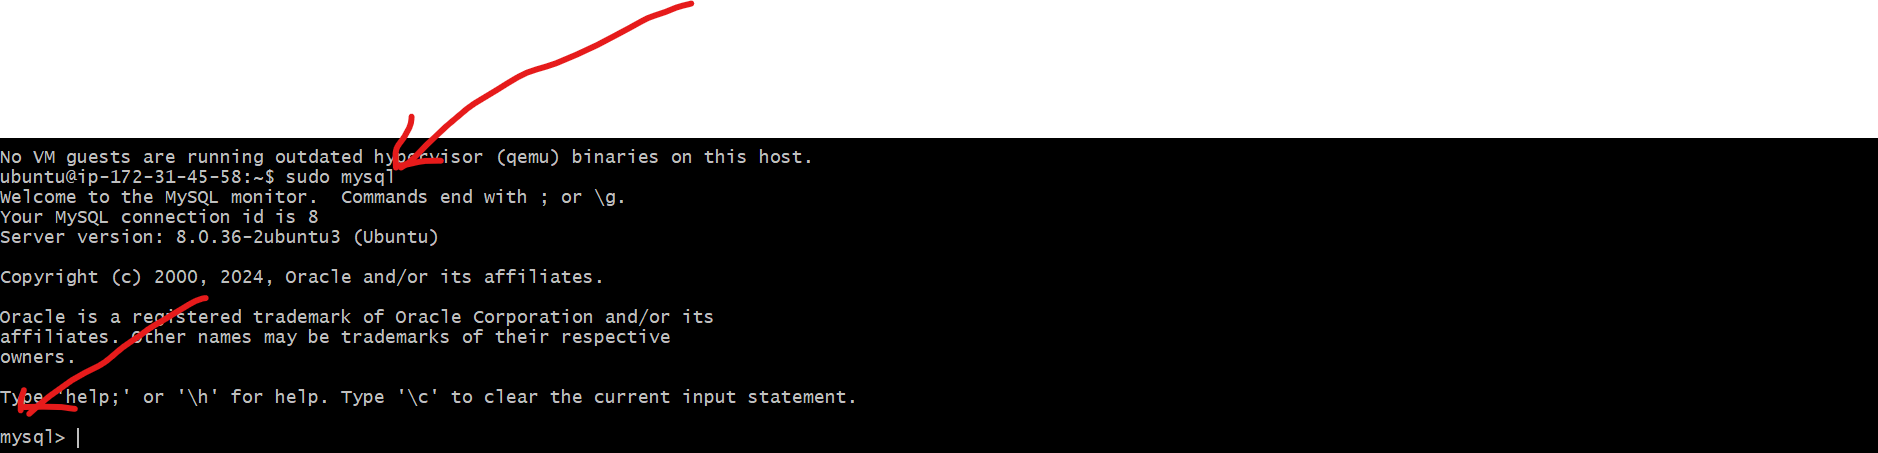 No VM guests are running outdated hypervisor (qemu) binaries on this host.
ubuntu@ip-172-31-45-58:~$ sudo mysql
Welcome to the MySQL monitor.  Commands end with ; or \g.
Your MySQL connection id is 8
Server version: 8.0.36-2ubuntu3 (Ubuntu)
Copyright (c) 2000, 2024, Oracle and/or its affiliates.
Oracle is a registered trademark of Oracle Corporation and/or its
affiliates. Other names may be trademarks of their respective
owners.
Type 'help;' or '\h' for help. Type '\c' to clear the current input statement.
mysql>